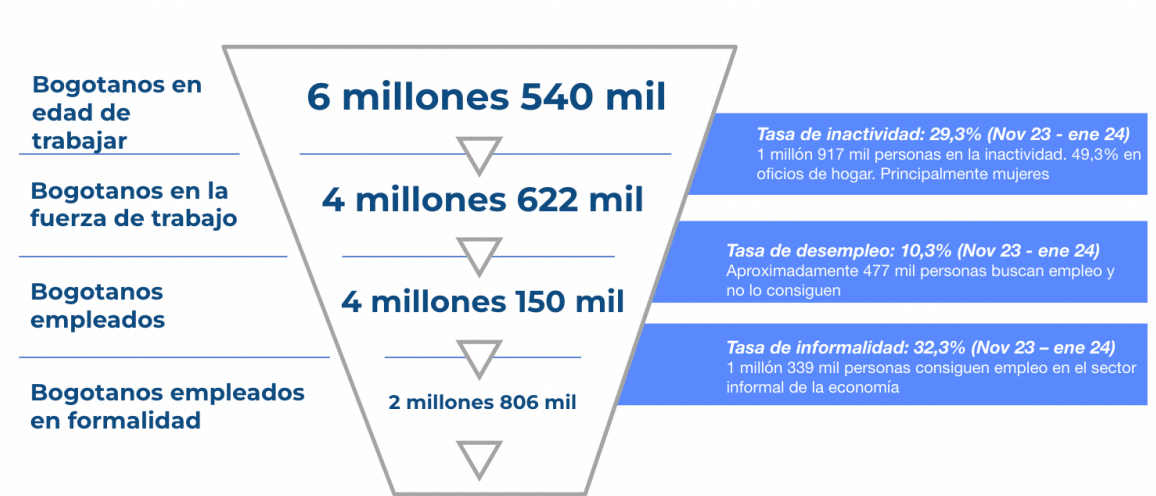 Bogotanos en
edad de
trabajar
6 millones 540 mil
Tasa de inactividad: 29,3% (Nov 23 - ene 24)
1 millón 917 mil personas en la inactividad. 49,3% en
oficios de hogar. Principalmente mujeres
Bogotanos en la
fuerza de trabajo
4 millones 622 mil
Tasa de desempleo: 10,3% (Nov 23 - ene 24)
Aproximadamente 477 mil personas buscan empleo y
no lo consiguen
Bogotanos
empleados
4 millones 150 mil
Tasa de informalidad: 32,3% (Nov 23 – ene 24)
1 millón 339 mil personas consiguen empleo en el sector
informal de la economía
Bogotanos empleados
en formalidad
2 millones 806 mil